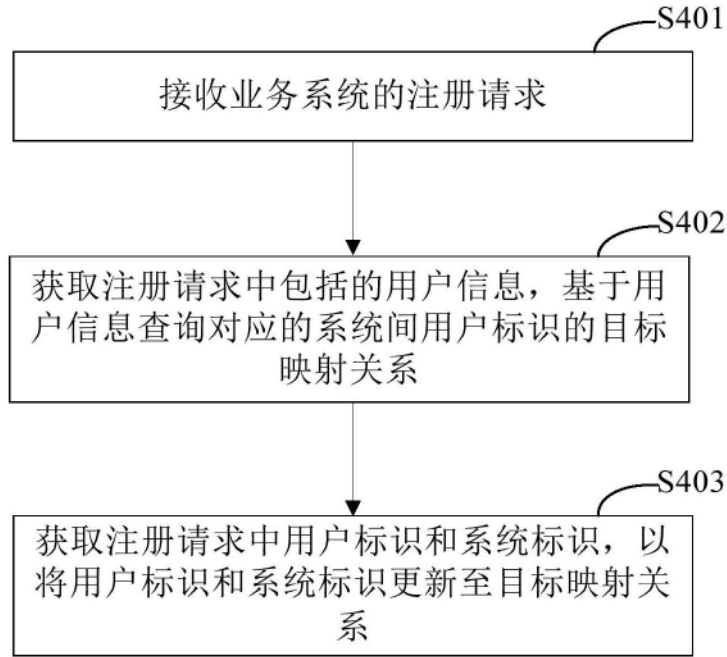 S401
接收业务系统的注册请求
S402
获取注册请求中包括的用户信息，基于用
户信息查询对应的系统间用户标识的目标
映射关系
S403
获取注册请求中用户标识和系统标识，以
将用户标识和系统标识更新至目标映射关
系